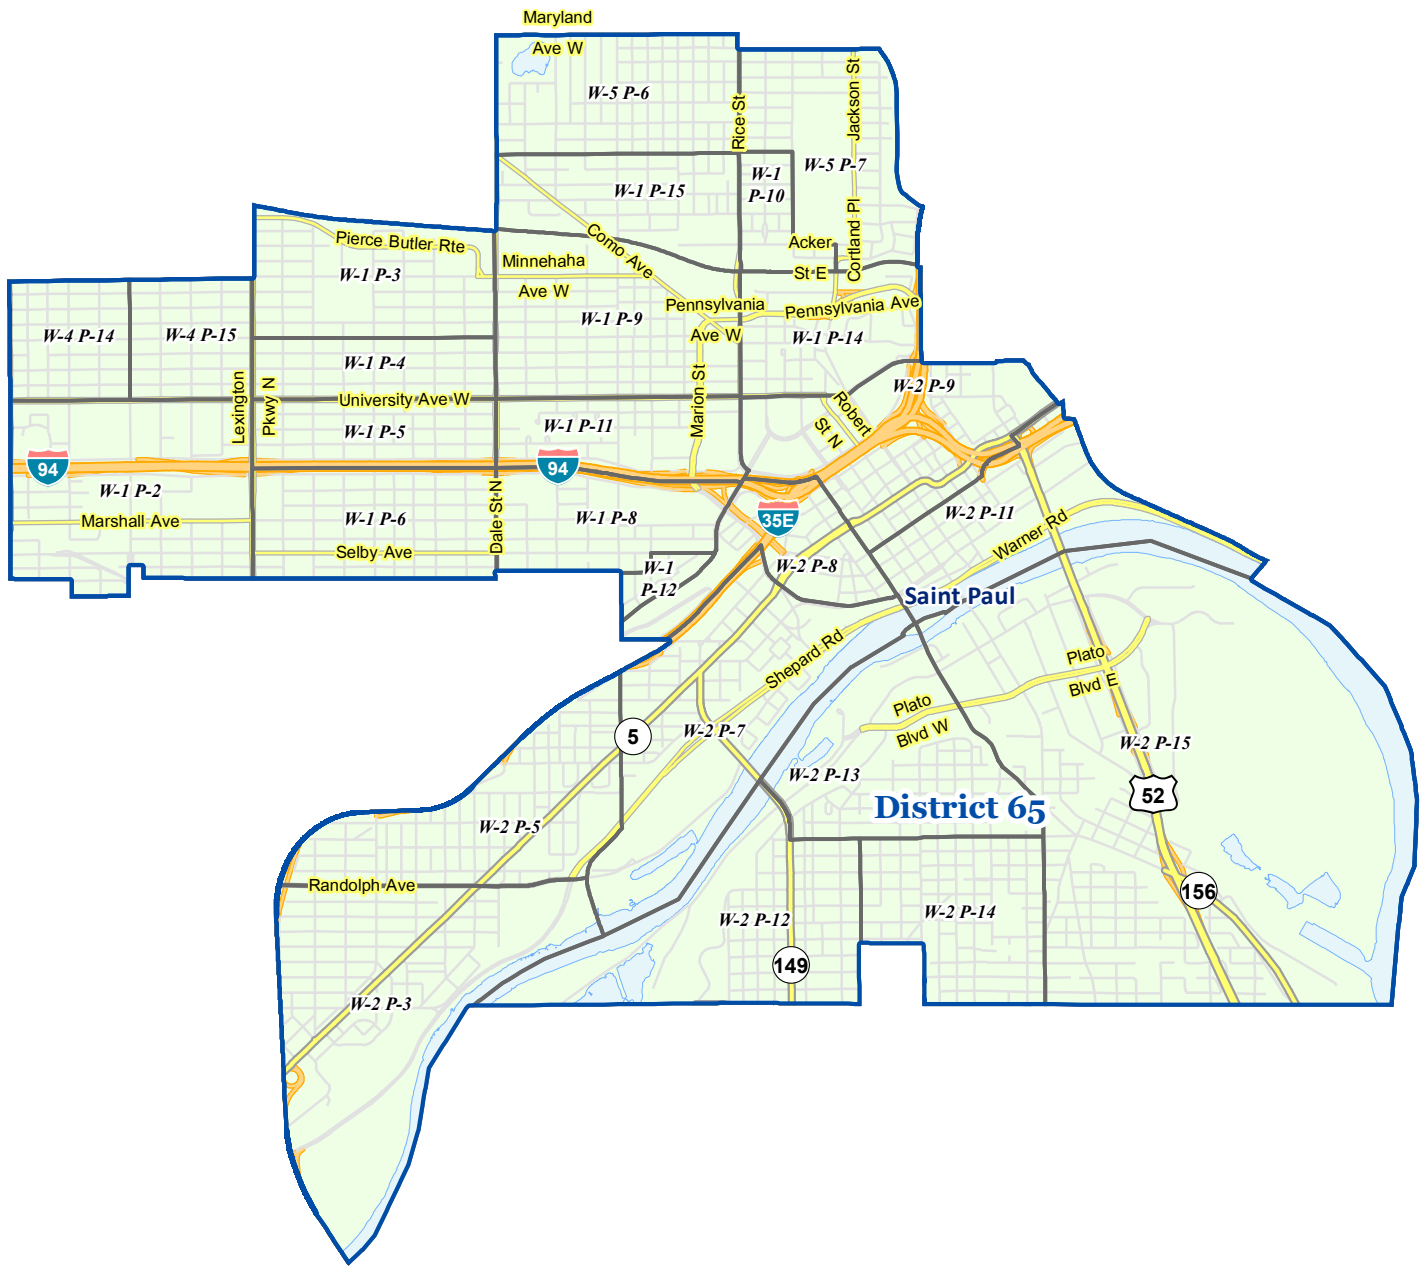 Maryland
Ave W
W-5 P-6
Rice St
Jackson St
W-5 P-7
W-1 P-15
W-1
P-10
Cortland Pl
Acker
St E
Como Ave
Pierce Butler Rte
W-1 P-3
Minnehaha
Ave W
W-1 P-9
Pennsylvania
Ave W
Pennsylvania Ave
W-1 P-14
W-4 P-14
W-4 P-15
W-1 P-4
Lexington
Pkwy N
University Ave W
Marion St
W-2 P-9
Robert
St N
W-1 P-5
W-1 P-11
94
94
W-1 P-2
Marshall Ave
W-1 P-6
Selby Ave
Dale St N
W-1 P-8
35E
W-2 P-11
Warner Rd
W-1
P-12
W-2 P-8
Saint Paul
Shepard Rd
Plato
Blvd E
Plato
Blvd W
5
W-2 P-7
W-2 P-15
W-2 P-13
52
District 65
W-2 P-5
Randolph Ave
156
W-2 P-12
W-2 P-14
149
W-2 P-3